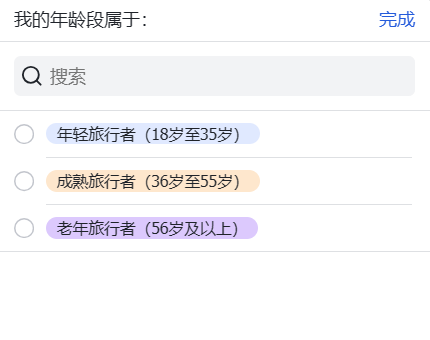 我的年龄段属于：
完成
搜索
年轻旅行者（18岁至35岁）
成熟旅行者（36岁至55岁）
老年旅行者（56岁及以上）